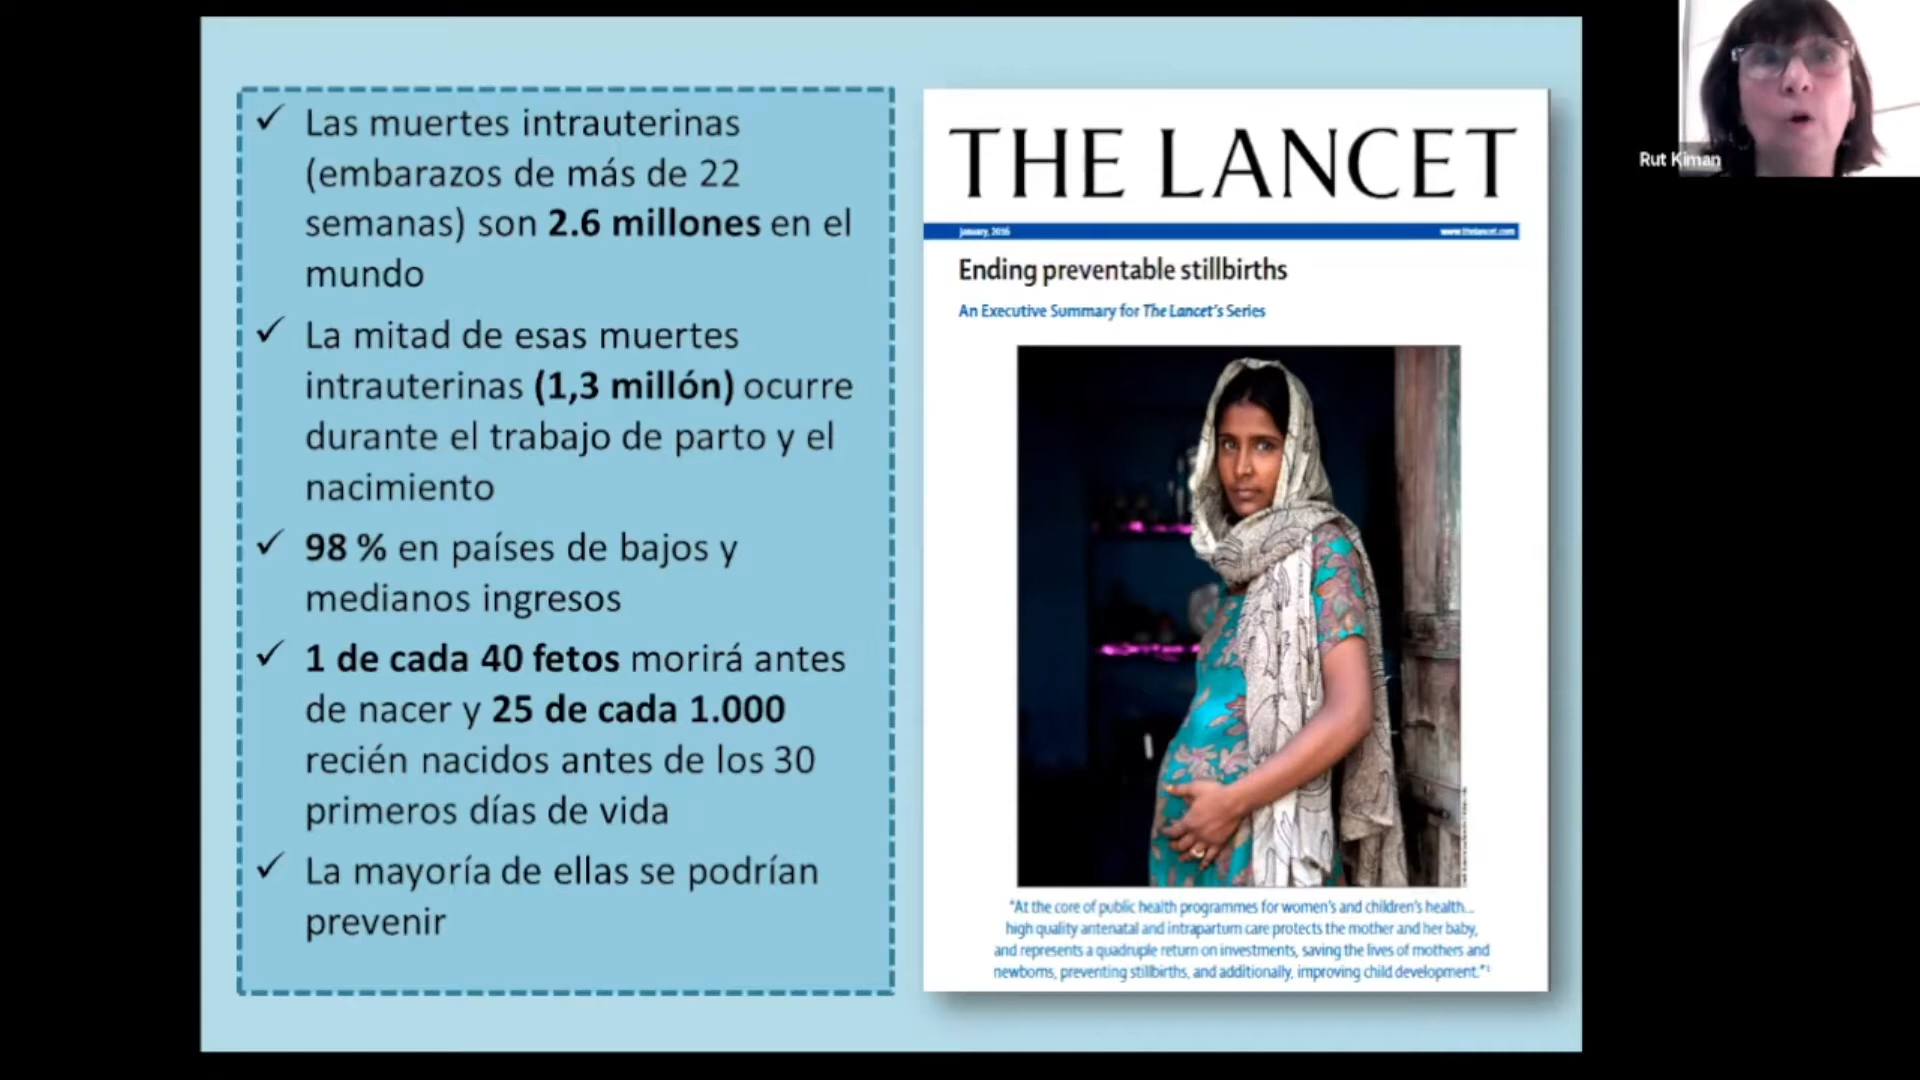 ✓ Las muertes intrauterinas
(embarazos de más de 22
semanas) son 2.6 millones en el
mundo
✓ La mitad de esas muertes
intrauterinas (1,3 millón) ocurre
durante el trabajo de parto y el
nacimiento
✓ 98 % en países de bajos y
medianos ingresos
✓ 1 de cada 40 fetos morirá antes
de nacer y 25 de cada 1.000
recién nacidos antes de los 30
primeros días de vida
✓ La mayoría de ellas se podrían
prevenir
THE LANCET
January, 2016 www.thelancet.com
Ending preventable stillbirths
An Executive Summary for The Lancet's Series
"At the core of public health programmes for women's and children's health...
high quality antenatal and intrapartum care protects the mother and her baby,
and represents a quadruple return on investments, saving the lives of mothers and
newborns, preventing stillbirths, and additionally, improving child development."¹
Rut Kiman